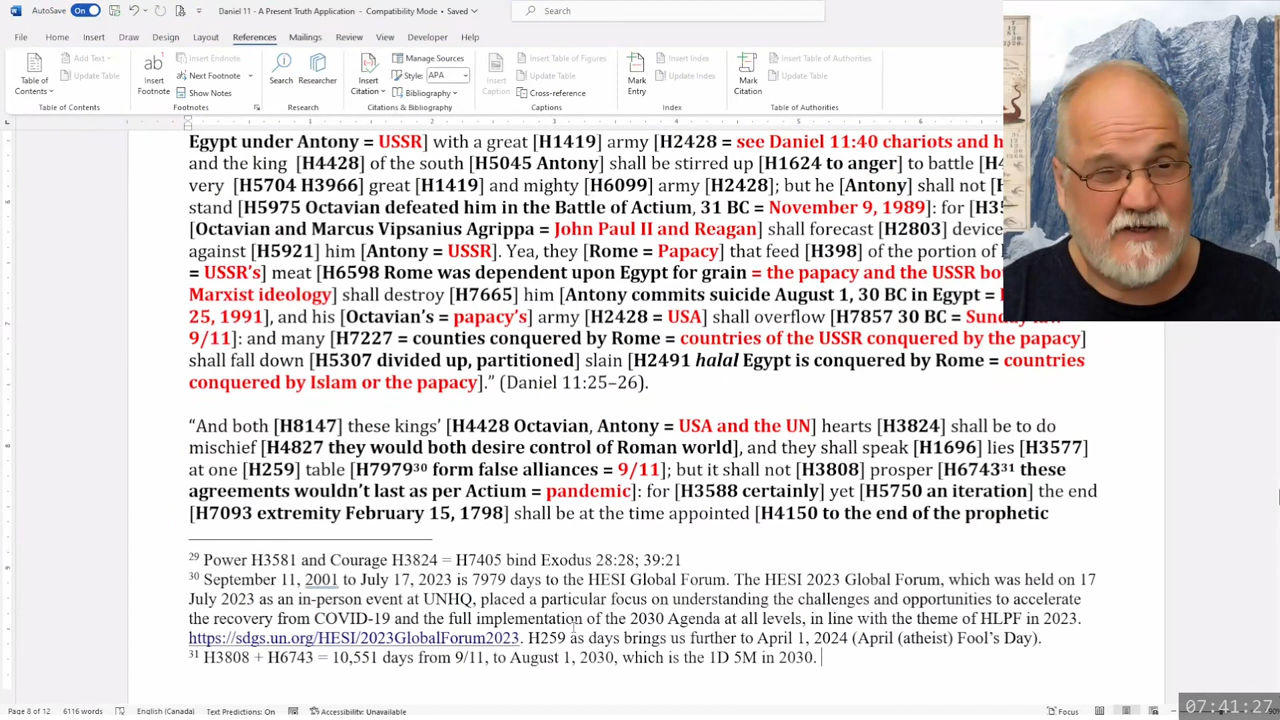 AutoSave On Daniel 11 - A Present Truth Application - Compatibility Mode • Saved Search
File Home Insert Draw Design Layout References Mailings Review View Developer Help
Table of Contents Add Text Update Table Table of Contents
Insert Footnote Insert Endnote Next Footnote Show Notes Footnotes
Search Researcher Research
Insert Citation Manage Sources Style: APA Bibliography Citations & Bibliography
Insert Caption Insert Table of Figures Update Table Cross-reference Captions
Mark Entry Insert Index Update Index Index
Mark Citation Insert Table of Authorities Update Table Table of Authorities
Egypt under Antony = USSR] with a great [H1419] army [H2428 = see Daniel 11:40 chariots and h
and the king [H4428] of the south [H5045 Antony] shall be stirred up [H1624 to anger] to battle [H4
very [H5704 H3966] great [H1419] and mighty [H6099] army [H2428]; but he [Antony] shall not [H
stand [H5975 Octavian defeated him in the Battle of Actium, 31 BC = November 9, 1989]: for [H35
[Octavian and Marcus Vipsanius Agrippa = John Paul II and Reagan] shall forecast [H2803] device
against [H5921] him [Antony = USSR]. Yea, they [Rome = Papacy] that feed [H398] of the portion of
= USSR's] meat [H6598 Rome was dependent upon Egypt for grain = the papacy and the USSR bo
Marxist ideology] shall destroy [H7665] him [Antony commits suicide August 1, 30 BC in Egypt =
25, 1991], and his [Octavian's = papacy's] army [H2428 = USA] shall overflow [H7857 30 BC = Sunday
9/11]: and many [H7227 = counties conquered by Rome = countries of the USSR conquered by the papacy]
shall fall down [H5307 divided up, partitioned] slain [H2491 halal Egypt is conquered by Rome = countries
conquered by Islam or the papacy]." (Daniel 11:25–26).
"And both [H8147] these kings' [H4428 Octavian, Antony = USA and the UN] hearts [H3824] shall be to do
mischief [H4827 they would both desire control of Roman world], and they shall speak [H1696] lies [H3577]
at one [H259] table [H7979³⁰ form false alliances = 9/11]; but it shall not [H3808] prosper [H6743³¹ these
agreements wouldn't last as per Actium = pandemic]: for [H3588 certainly] yet [H5750 an iteration] the end
[H7093 extremity February 15, 1798] shall be at the time appointed [H4150 to the end of the prophetic
²⁹ Power H3581 and Courage H3824 = H7405 bind Exodus 28:28; 39:21
³⁰ September 11, 2001 to July 17, 2023 is 7979 days to the HESI Global Forum. The HESI 2023 Global Forum, which was held on 17
July 2023 as an in-person event at UNHQ, placed a particular focus on understanding the challenges and opportunities to accelerate
the recovery from COVID-19 and the full implementation of the 2030 Agenda at all levels, in line with the theme of HLPF in 2023.
https://sdgs.un.org/HESI/2023GlobalForum2023. H259 as days brings us further to April 1, 2024 (April (atheist) Fool's Day).
³¹ H3808 + H6743 = 10,551 days from 9/11, to August 1, 2030, which is the 1D 5M in 2030.
Page 8 of 12 6116 words English (Canada) Text Predictions: On Accessibility: Unavailable Focus
07:41:27